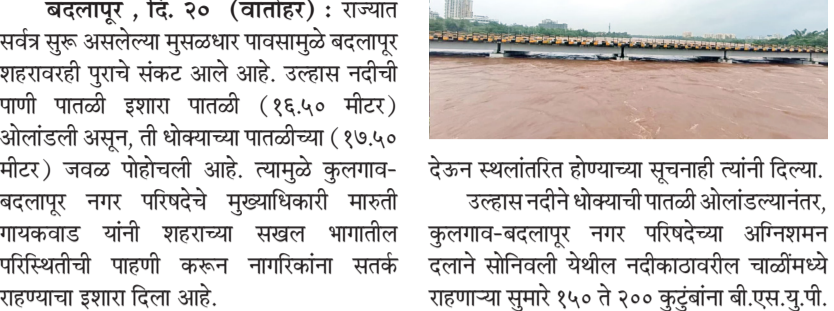 बदलापूर , दि. २० (वार्ताहर) : राज्यात
सर्वत्र सुरू असलेल्या मुसळधार पावसामुळे बदलापूर
शहरावरही पुराचे संकट आले आहे. उल्हास नदीची
पाणी पातळी इशारा पातळी (१६.५० मीटर)
ओलांडली असून, ती धोक्याच्या पातळीच्या (१७.५०
मीटर) जवळ पोहोचली आहे. त्यामुळे कुलगाव-
बदलापूर नगर परिषदेचे मुख्याधिकारी मारुती
गायकवाड यांनी शहराच्या सखल भागातील
परिस्थितीची पाहणी करून नागरिकांना सतर्क
राहण्याचा इशारा दिला आहे.
देऊन स्थलांतरित होण्याच्या सूचनाही त्यांनी दिल्या.
उल्हास नदीने धोक्याची पातळी ओलांडल्यानंतर,
कुलगाव-बदलापूर नगर परिषदेच्या अग्निशमन
दलाने सोनिवली येथील नदीकाठावरील चाळींमध्ये
राहणाऱ्या सुमारे १५० ते २०० कुटुंबांना बी.एस.यु.पी.